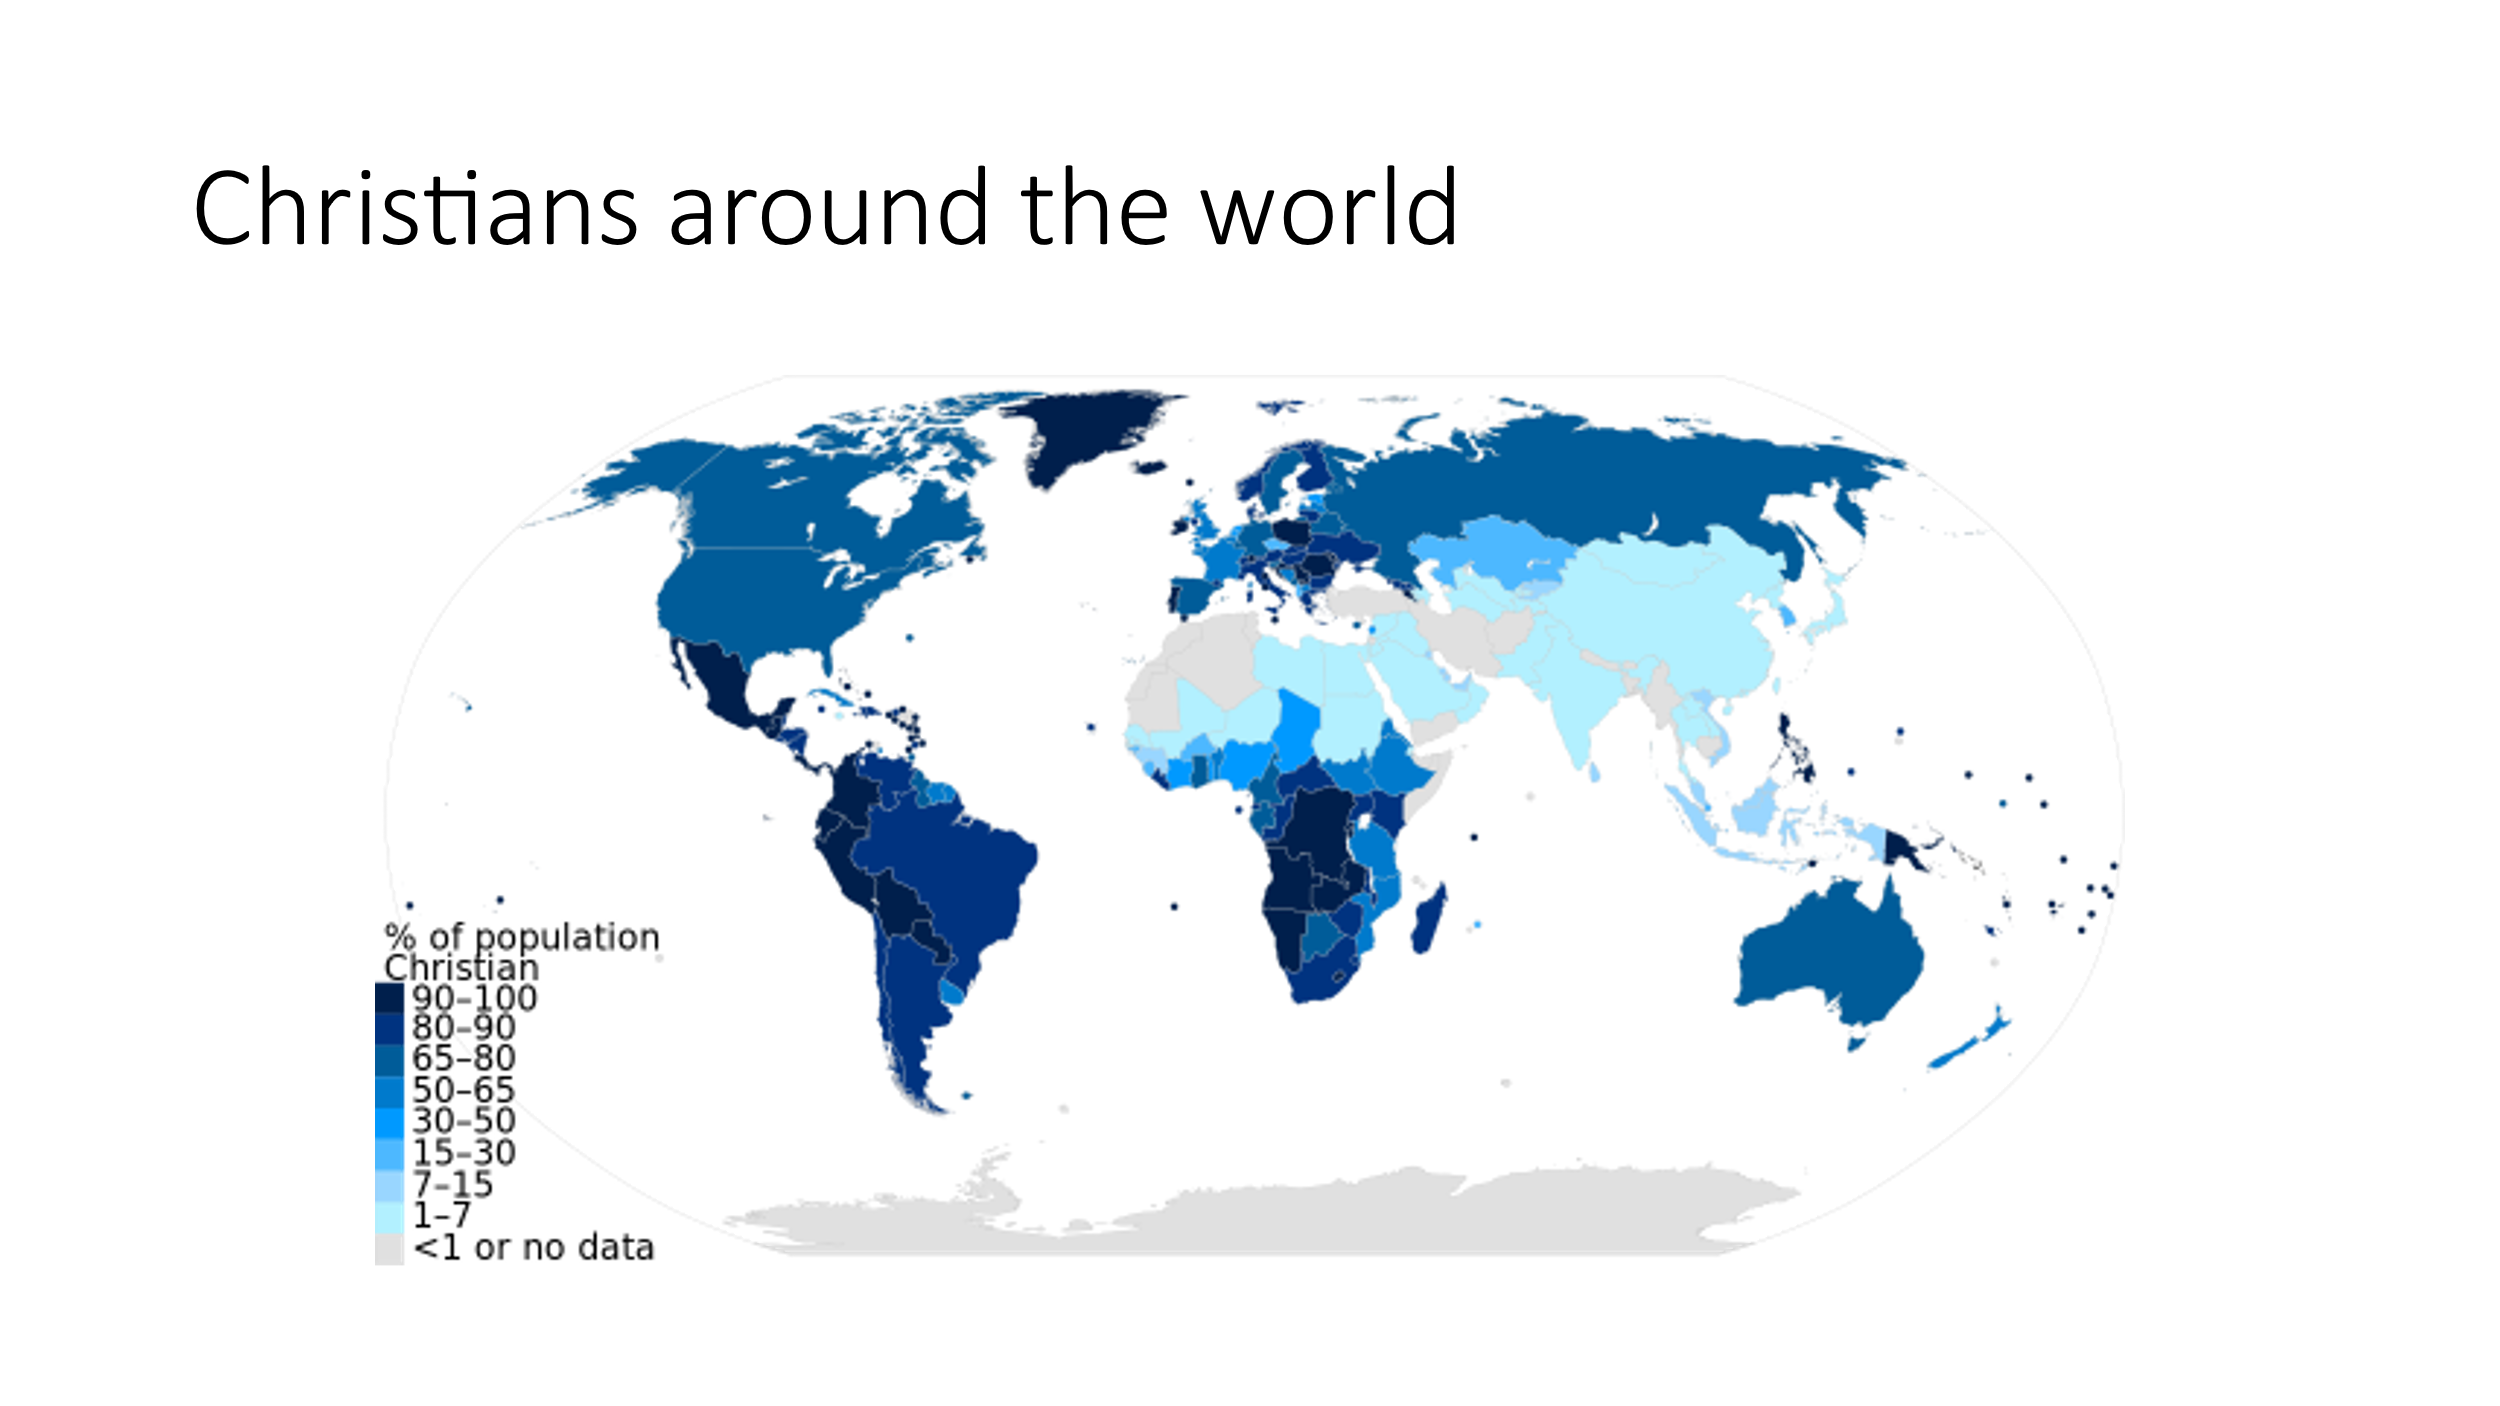 Christians around the world
% of population
Christian
90–100
80–90
65–80
50–65
30–50
15–30
7–15
1–7
<1 or no data